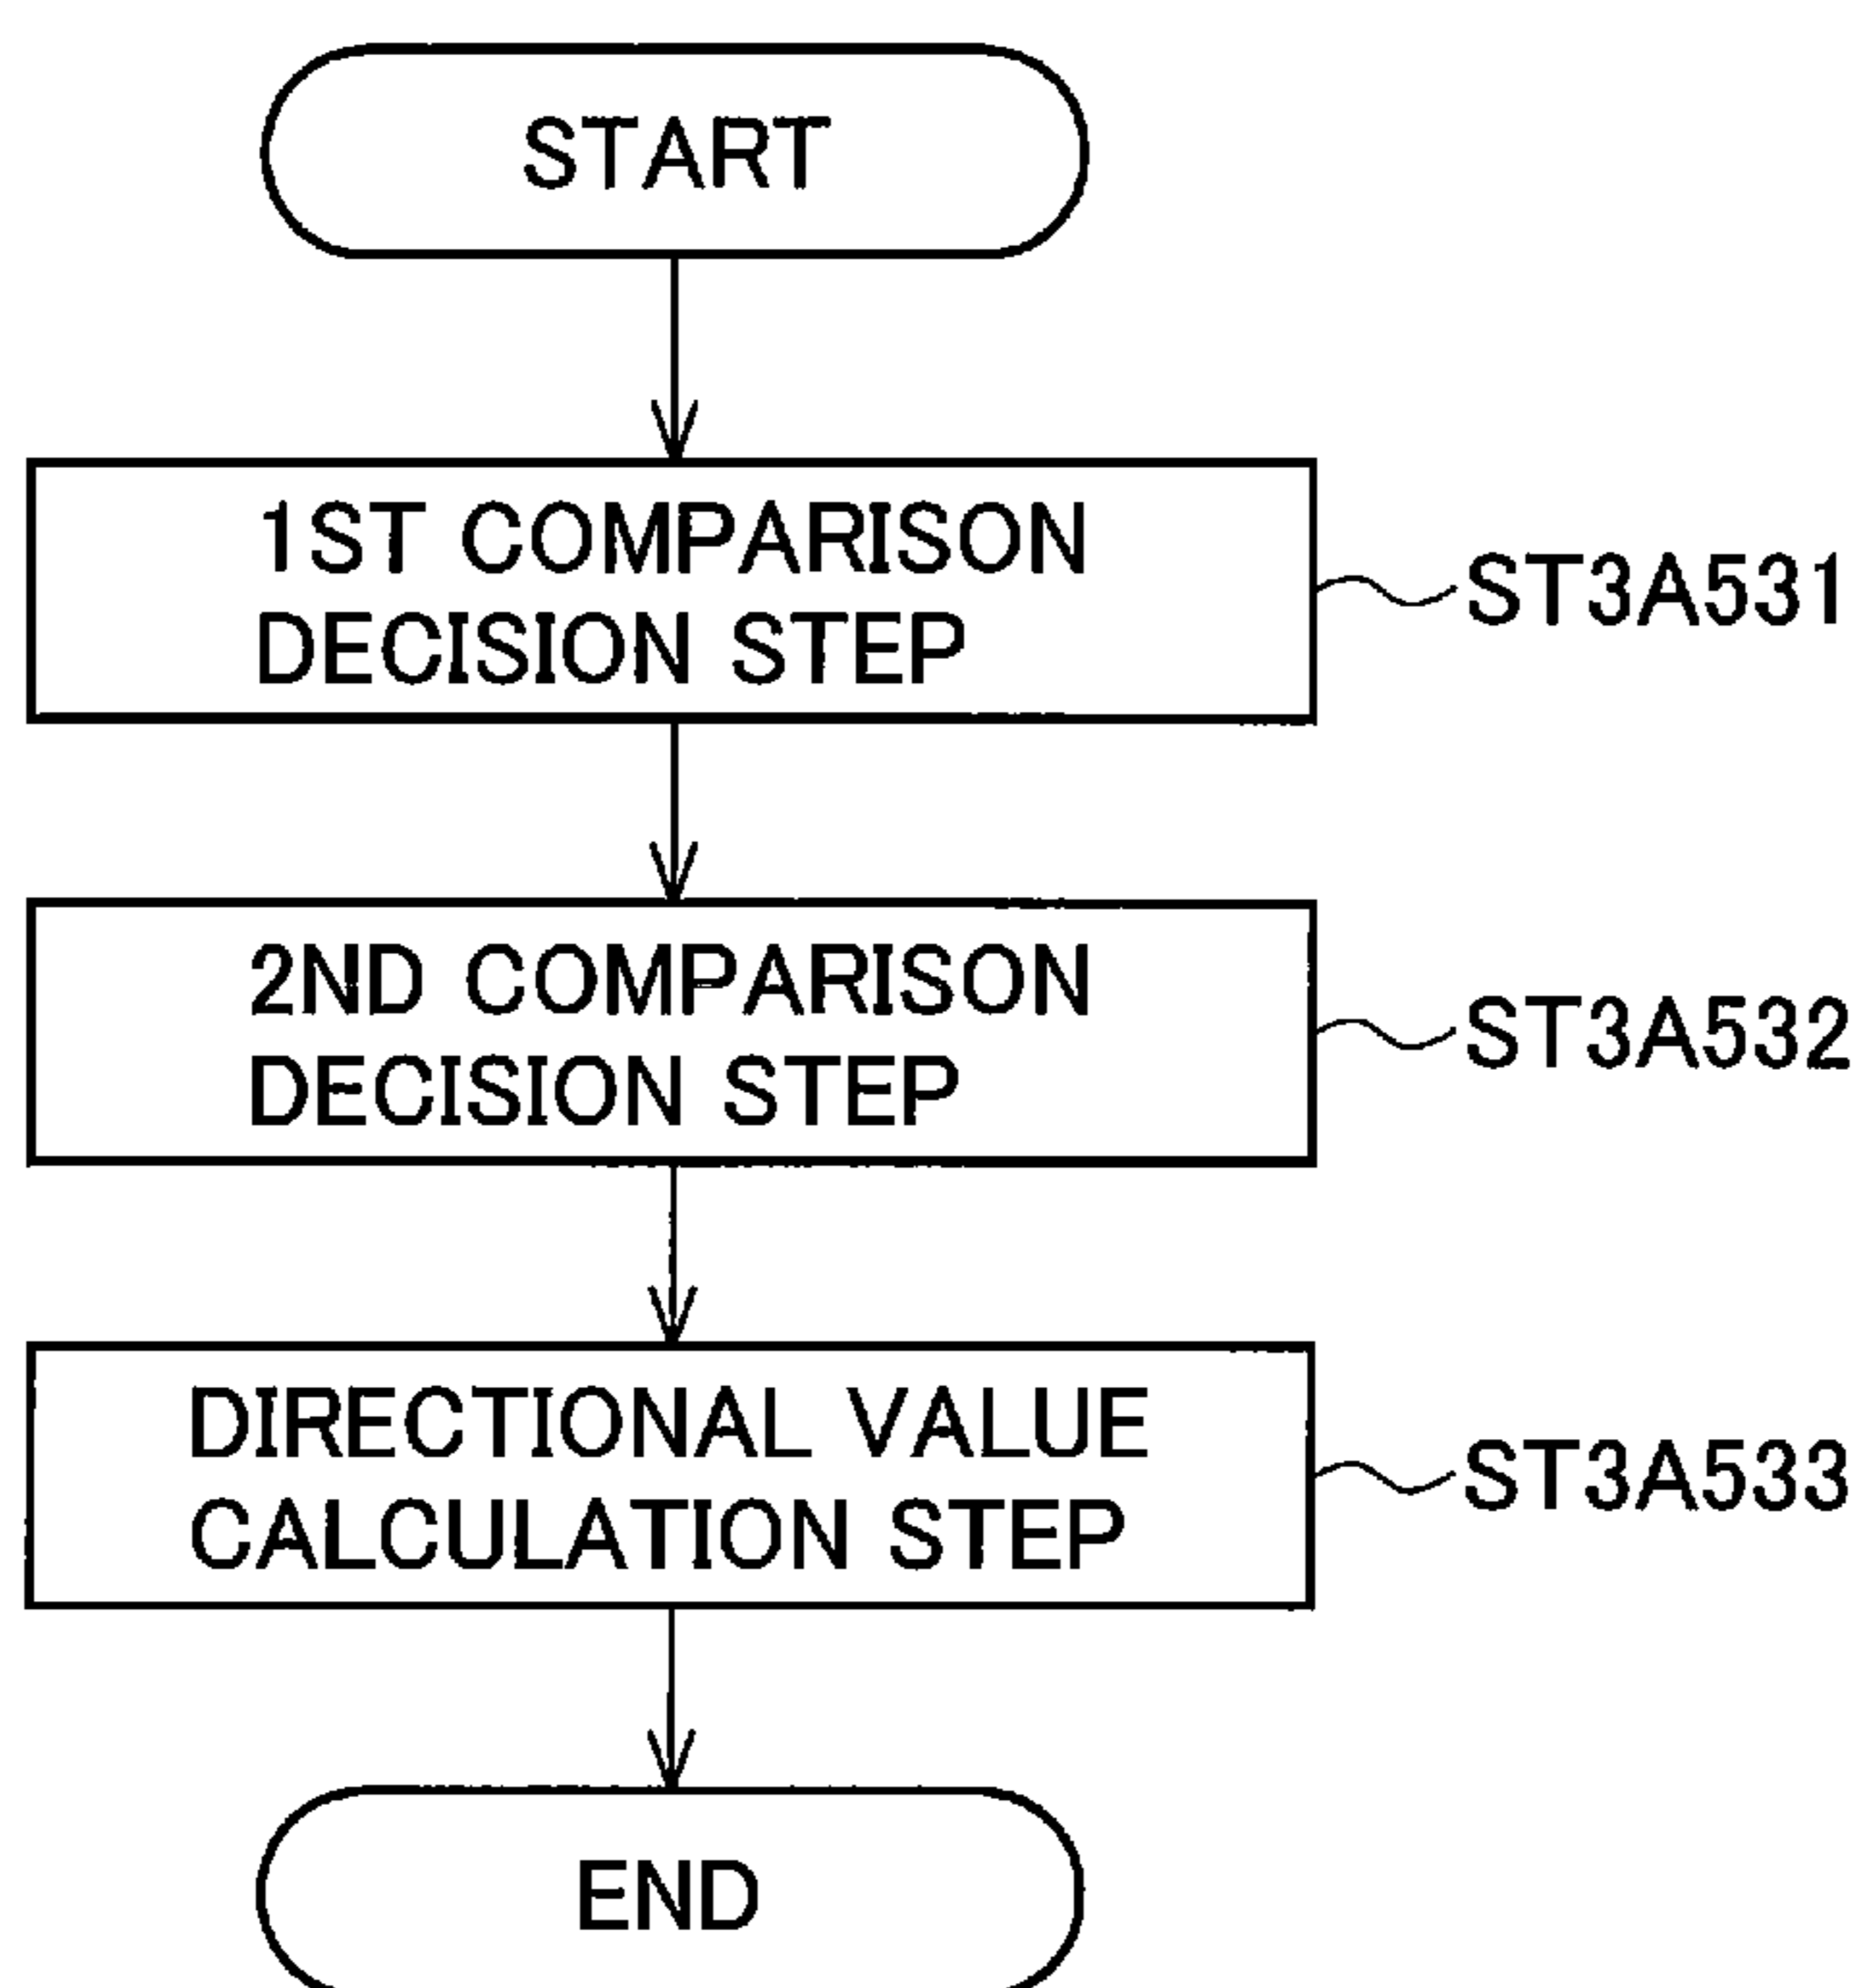 START
1ST COMPARISON
DECISION STEP
ST3A531
2ND COMPARISON
DECISION STEP
ST3A532
DIRECTIONAL VALUE
CALCULATION STEP
ST3A533
END